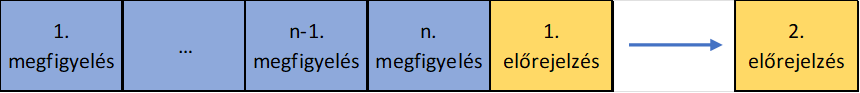 1.
megfigyelés
...
n-1.
megfigyelés
n.
megfigyelés
1.
előrejelzés
2.
előrejelzés